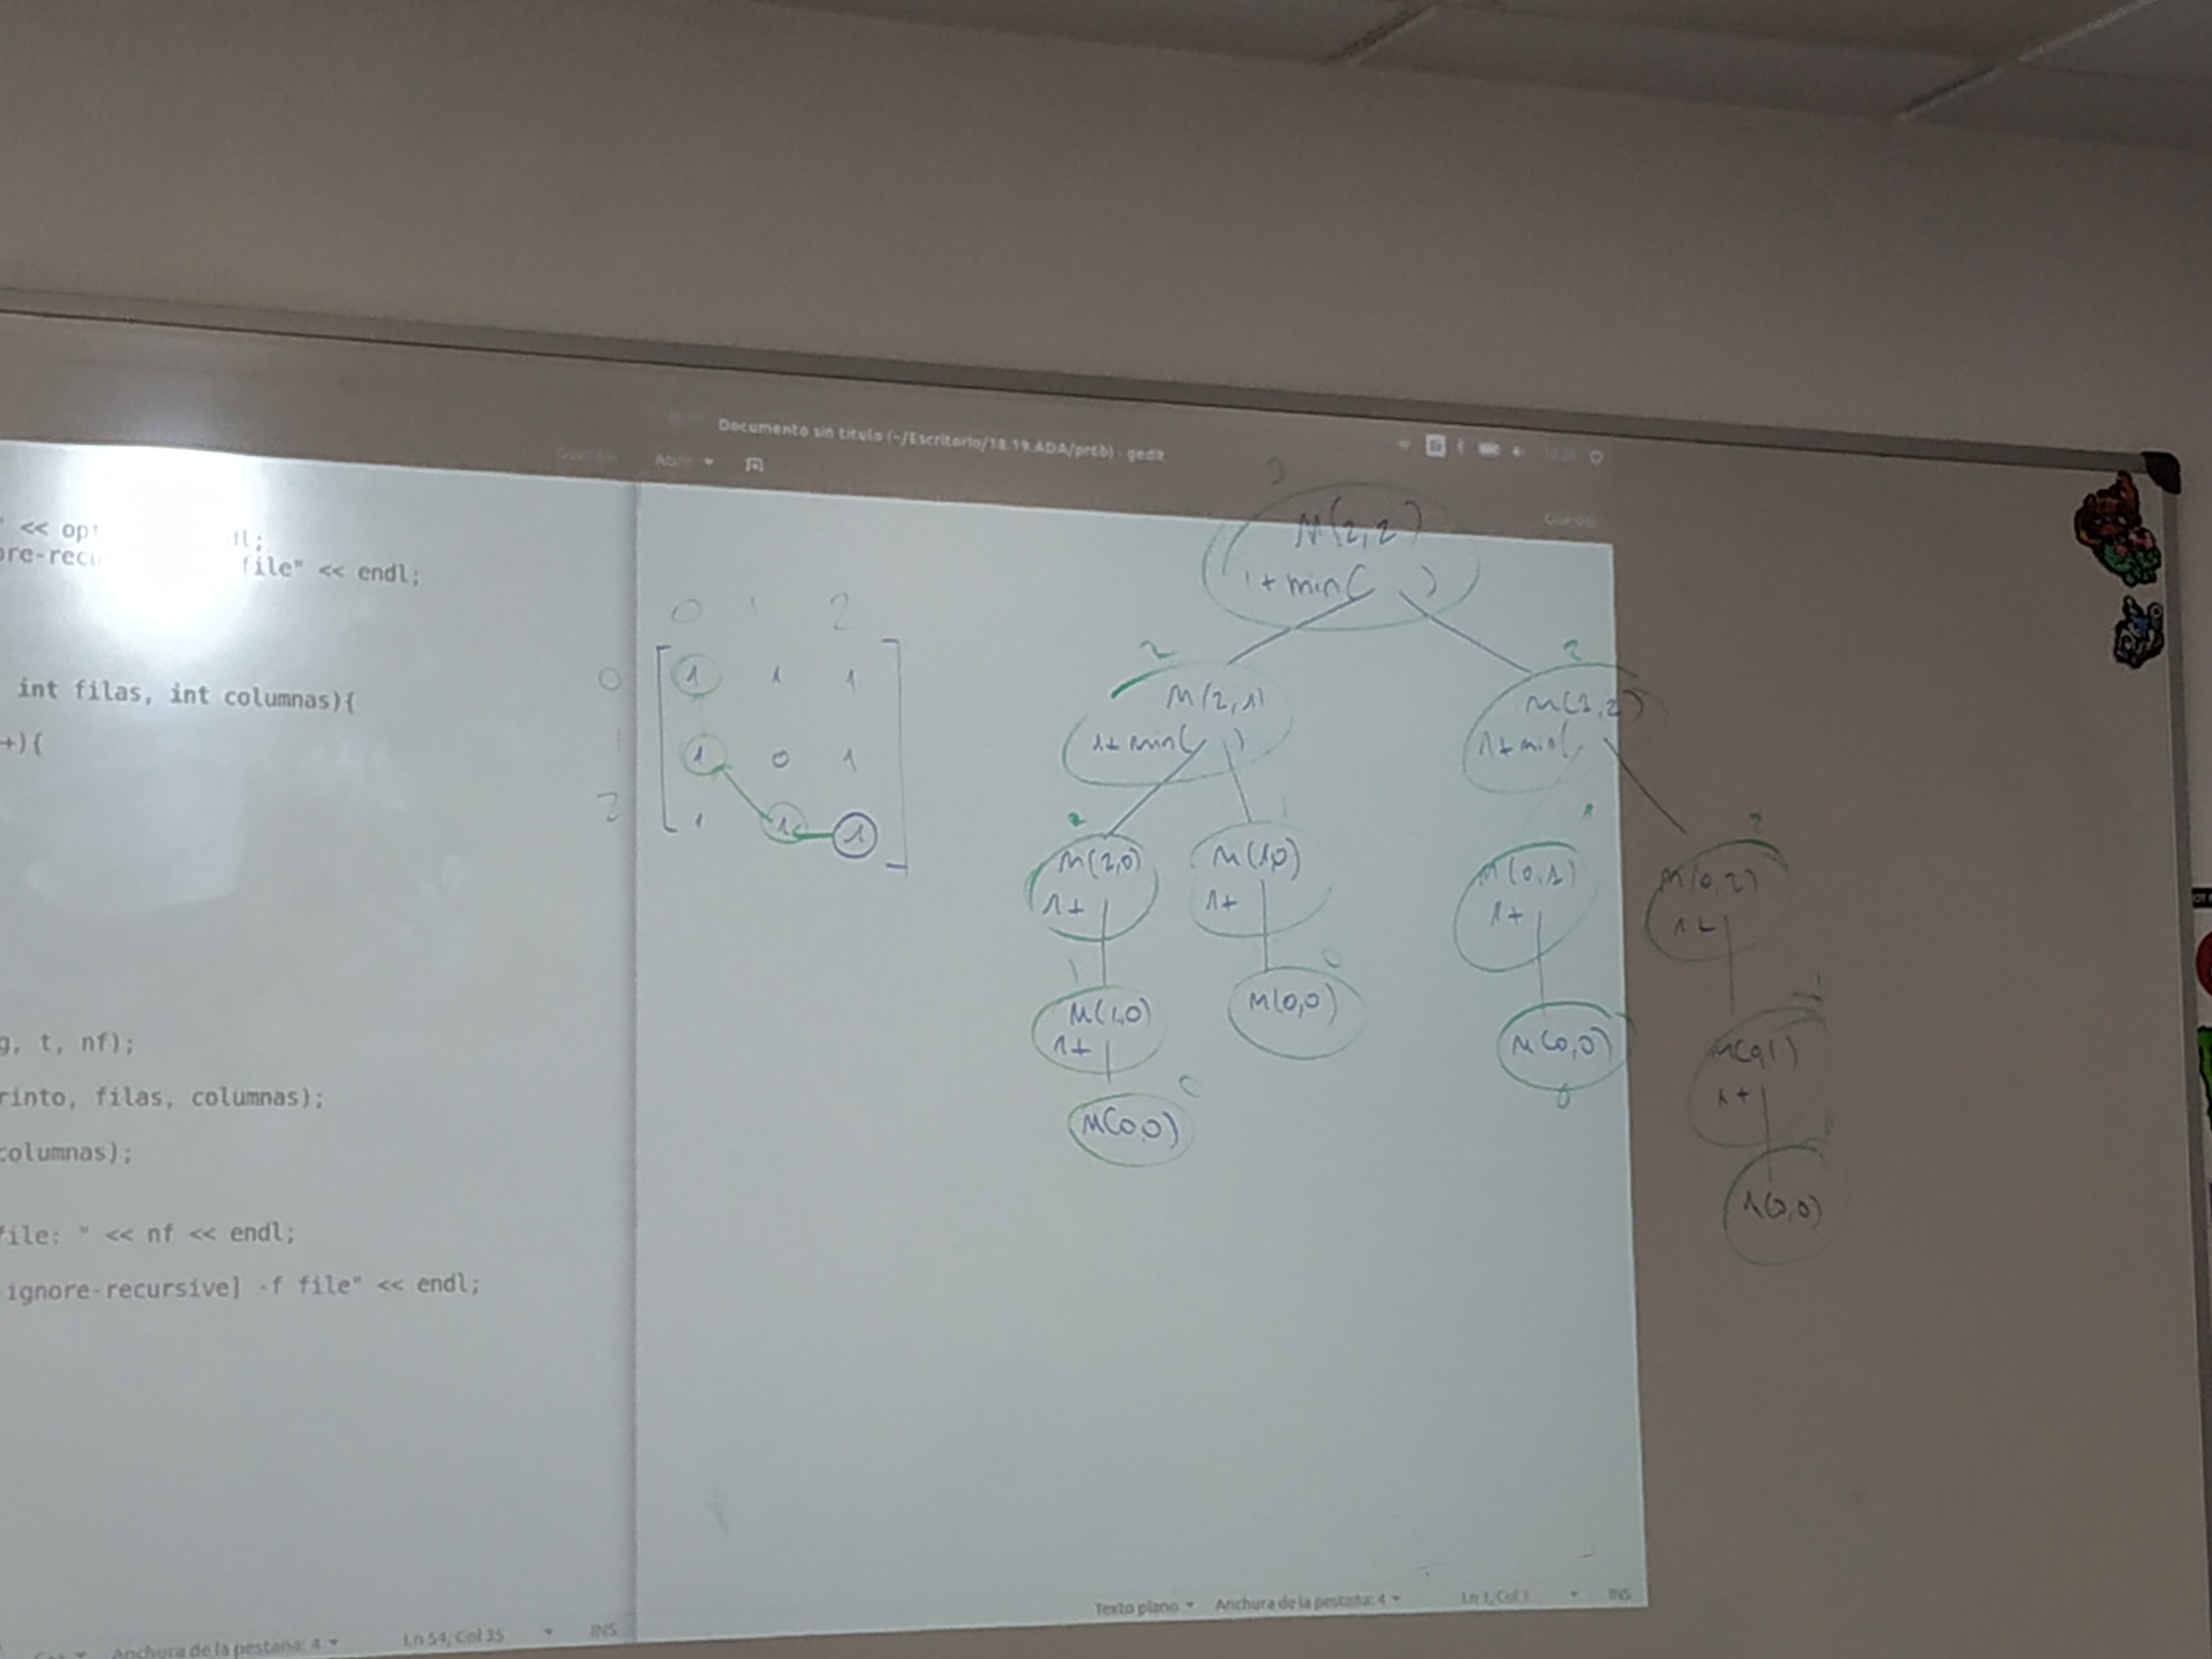 Documento sin título (~/Escritorio/18.19.ADA/pr6b) - gedit
Abrir
<< opt
dl;
ore-recu
file" << endl;
int filas, int columnas){
+){
g, t, nf);
rinto, filas, columnas);
columnas);
file: " << nf << endl;
ignore-recursive] -f file" << endl;
Anchura de la pestaña: 4
Ln 54, Col 35
INS
0 1 2
0 1 1 1
1 1 0 1
2 1 1 1
3
M(2,2)
1+min( )
2
M(2,1)
1+min( )
2
M(1,2)
1+min(
2
M(2,0)
1+
1
M(1,0)
1+
1
M(0,1)
1+
2
M(0,2)
1+
1
M(1,0)
1+
0
M(0,0)
M(0,0)
0
1
M(0,1)
1+
0
M(0,0)
M(0,0)
Texto plano
Anchura de la pestaña: 4
Ln 1, Col 1
INS